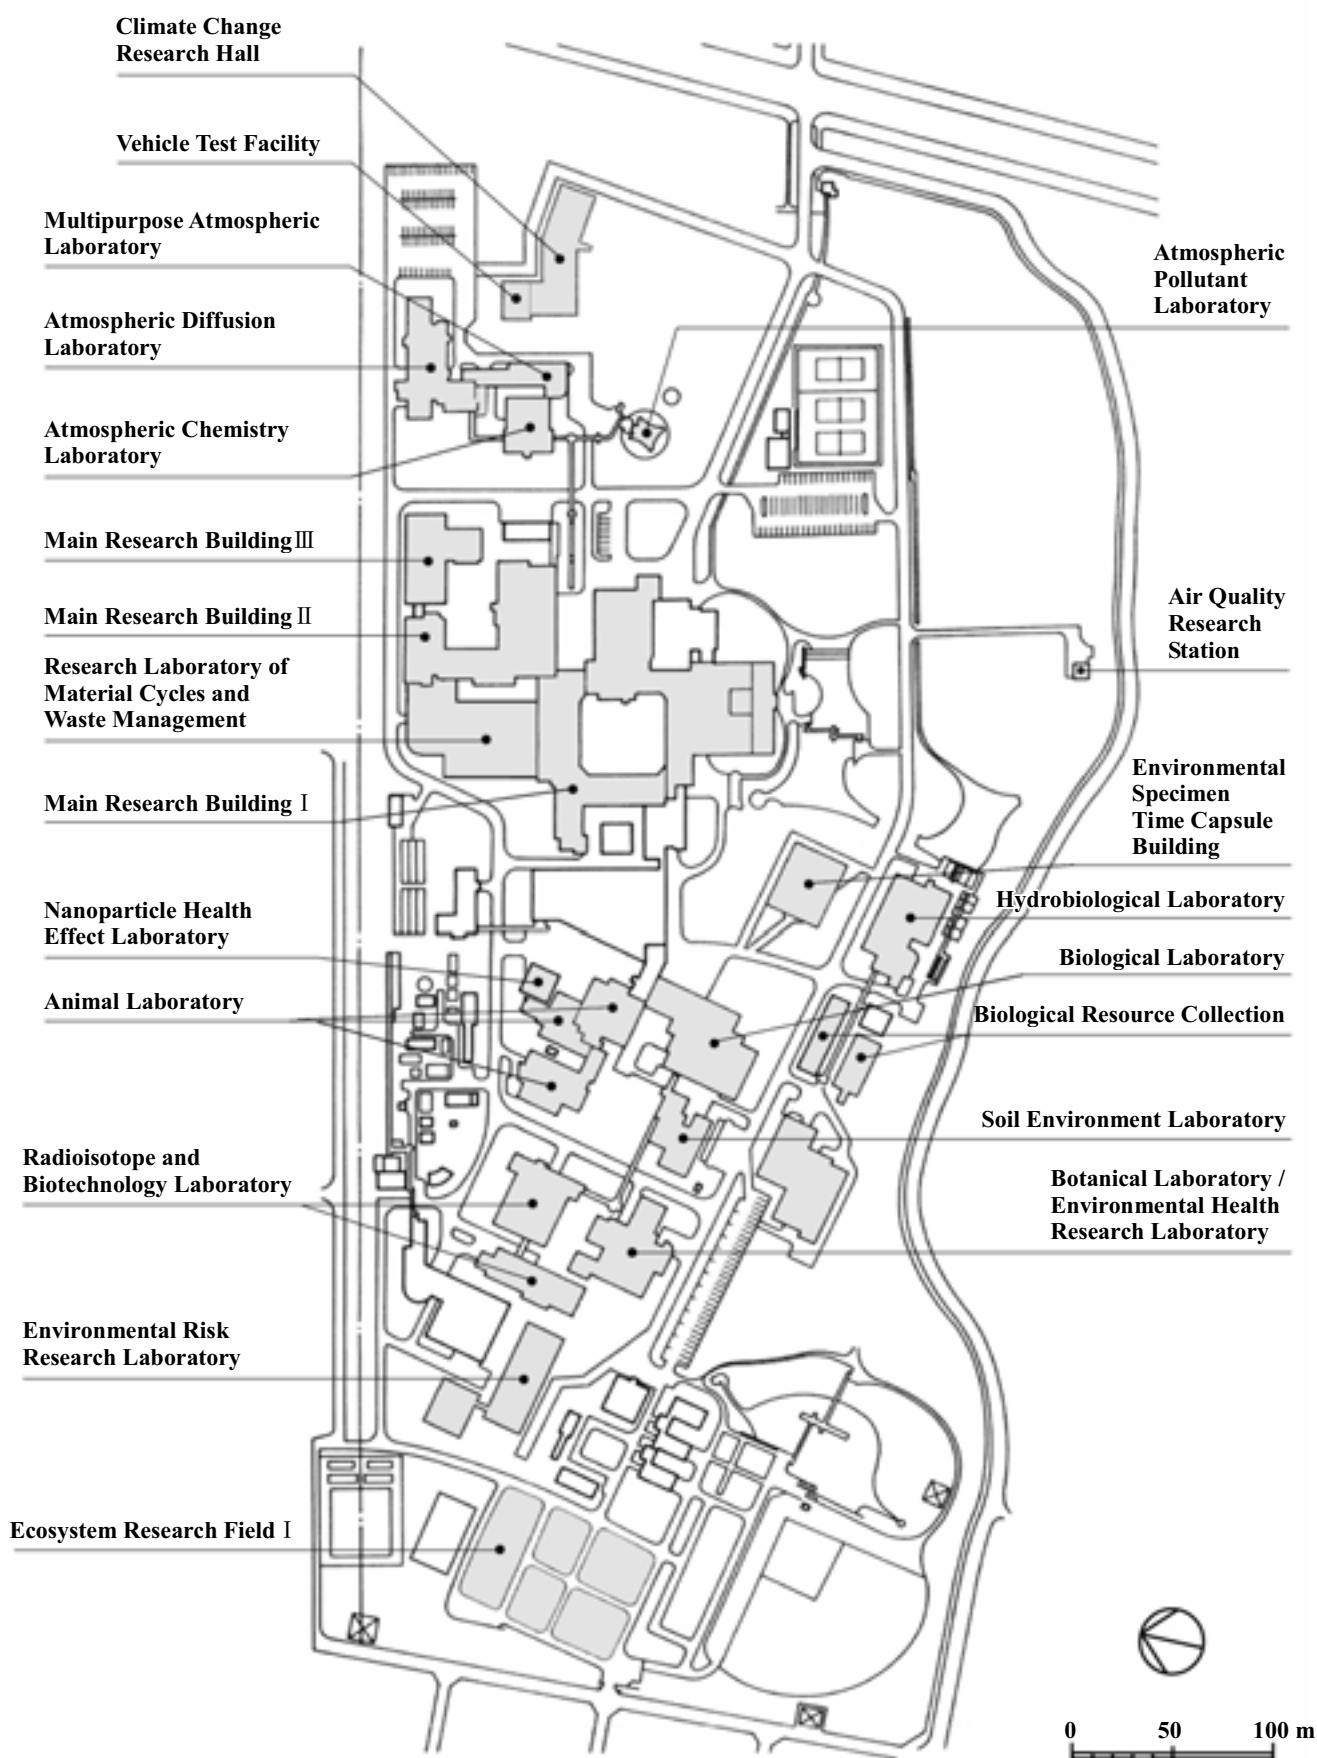 Climate Change
Research Hall
Vehicle Test Facility
Multipurpose Atmospheric
Laboratory
Atmospheric
Pollutant
Laboratory
Atmospheric Diffusion
Laboratory
Atmospheric Chemistry
Laboratory
Main Research Building Ⅲ
Air Quality
Research
Station
Main Research Building Ⅱ
Research Laboratory of
Material Cycles and
Waste Management
Main Research Building Ⅰ
Environmental
Specimen
Time Capsule
Building
Hydrobiological Laboratory
Nanoparticle Health
Effect Laboratory
Biological Laboratory
Animal Laboratory
Biological Resource Collection
Soil Environment Laboratory
Radioisotope and
Biotechnology Laboratory
Botanical Laboratory /
Environmental Health
Research Laboratory
Environmental Risk
Research Laboratory
Ecosystem Research Field Ⅰ
0 50 100 m